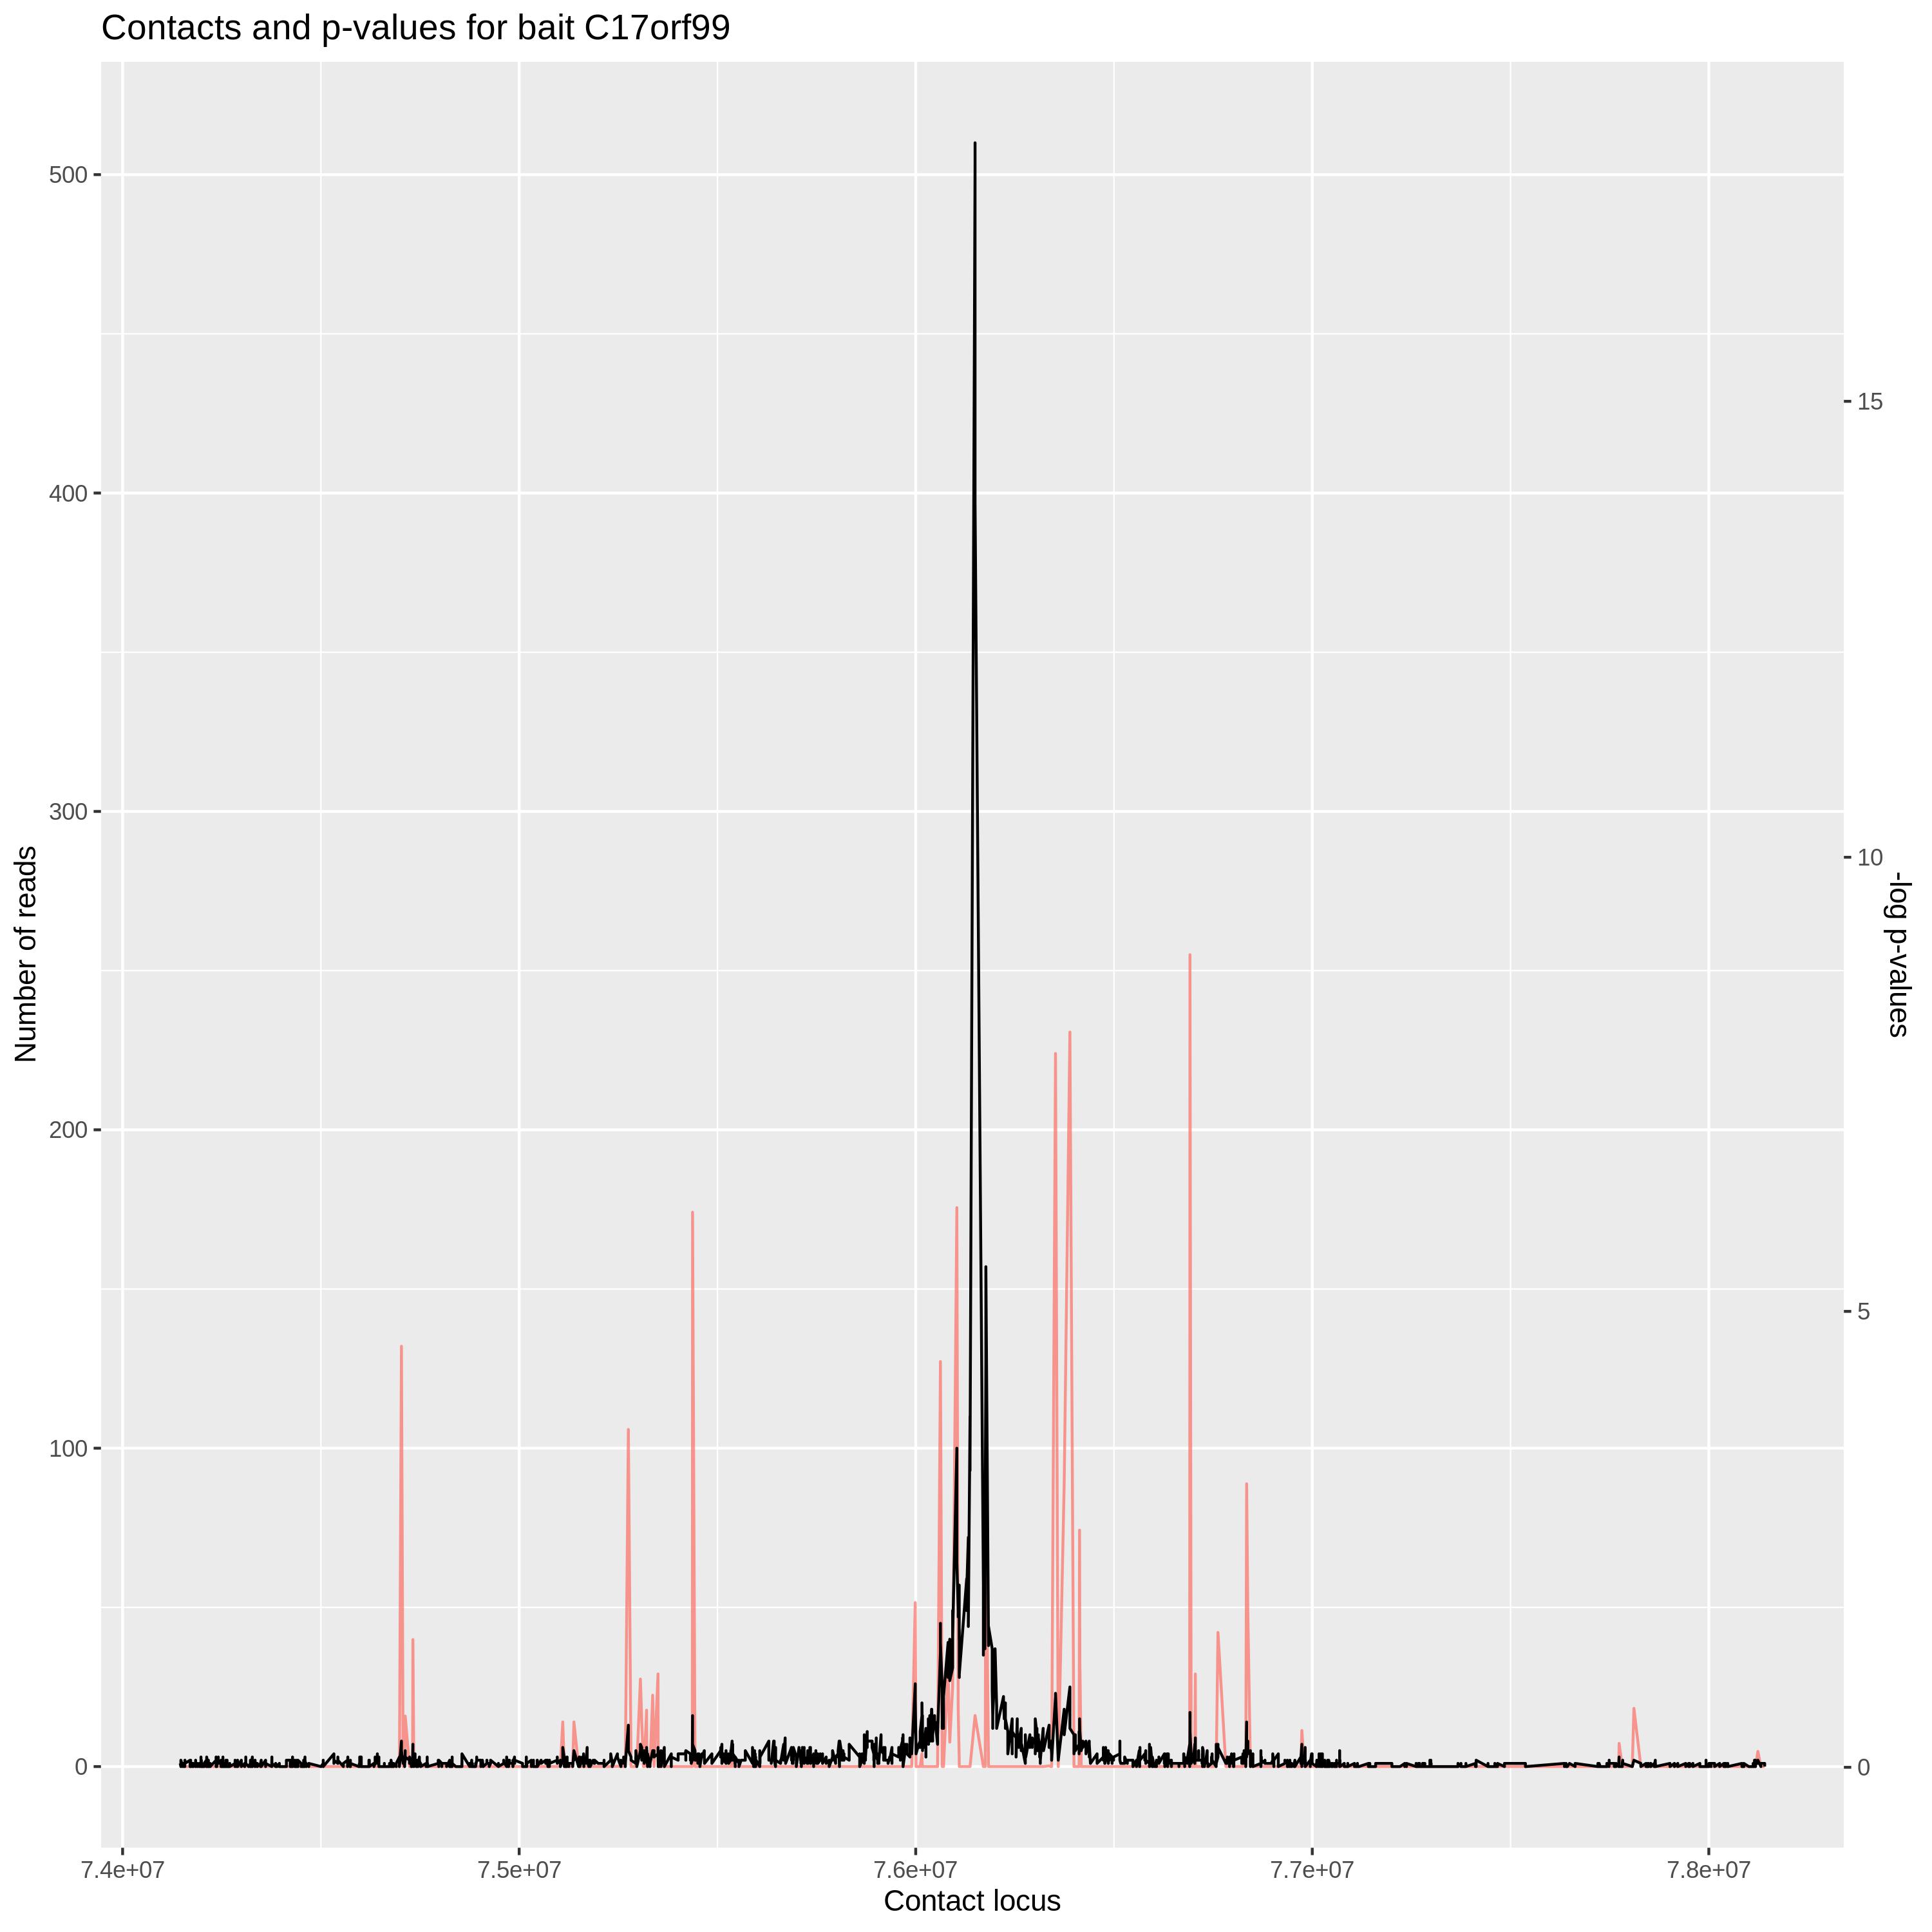 Contacts and p-values for bait C17orf99
500
400
300
200
100
0
Number of reads
15
10
5
0
-log p-values
7.4e+07 7.5e+07 7.6e+07 7.7e+07 7.8e+07
Contact locus